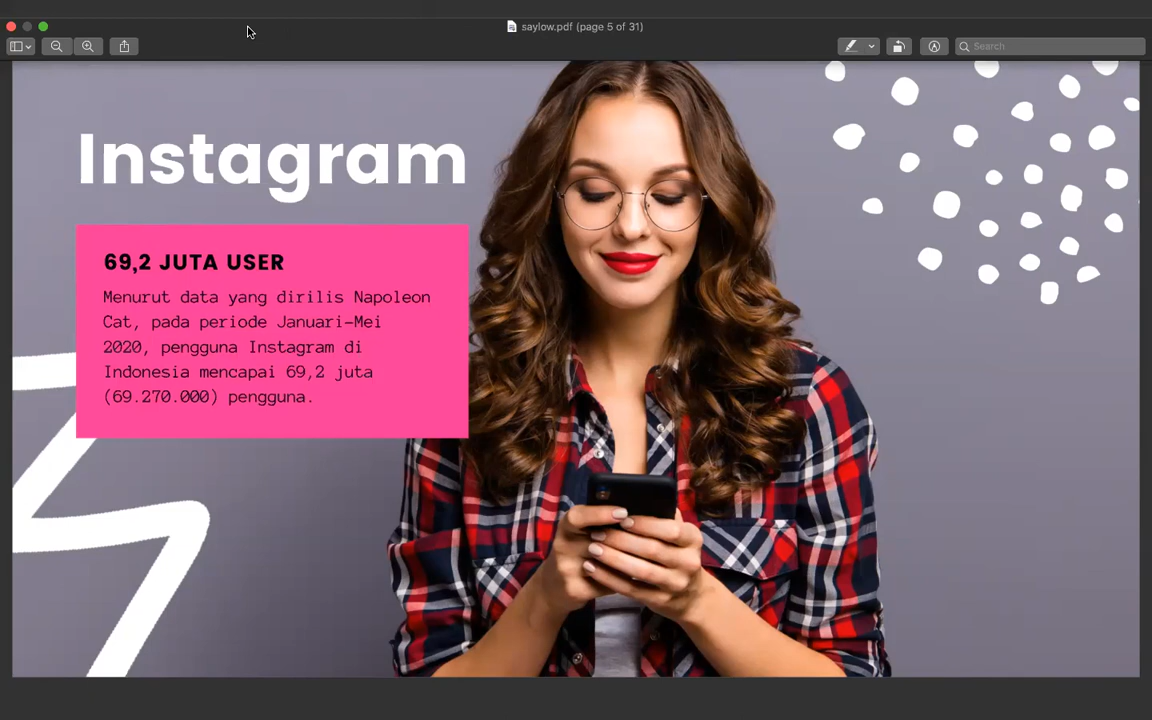 saylow.pdf (page 5 of 31)
Search
Instagram
69,2 JUTA USER
Menurut data yang dirilis Napoleon
Cat, pada periode Januari-Mei
2020, pengguna Instagram di
Indonesia mencapai 69,2 juta
(69.270.000) pengguna.